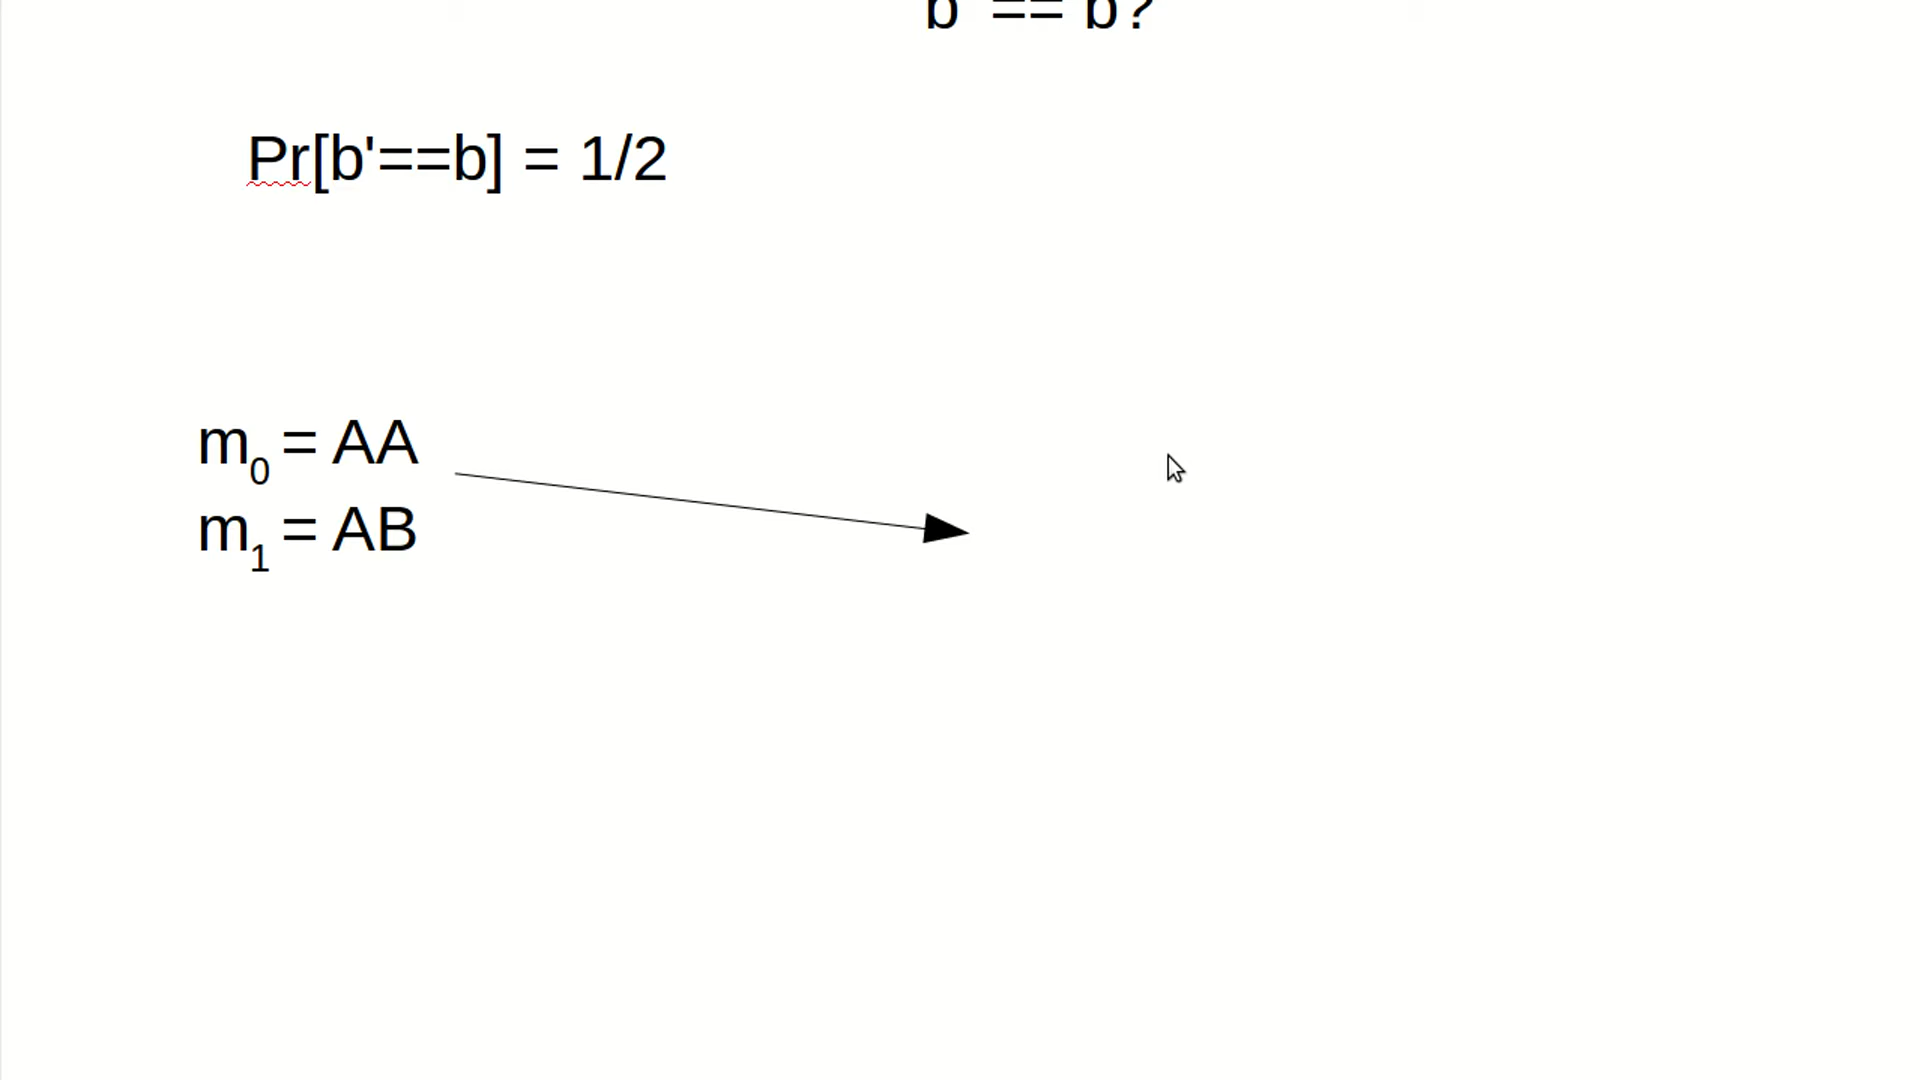 b' == b?
Pr[b'==b] = 1/2
m₀ = AA
m₁ = AB